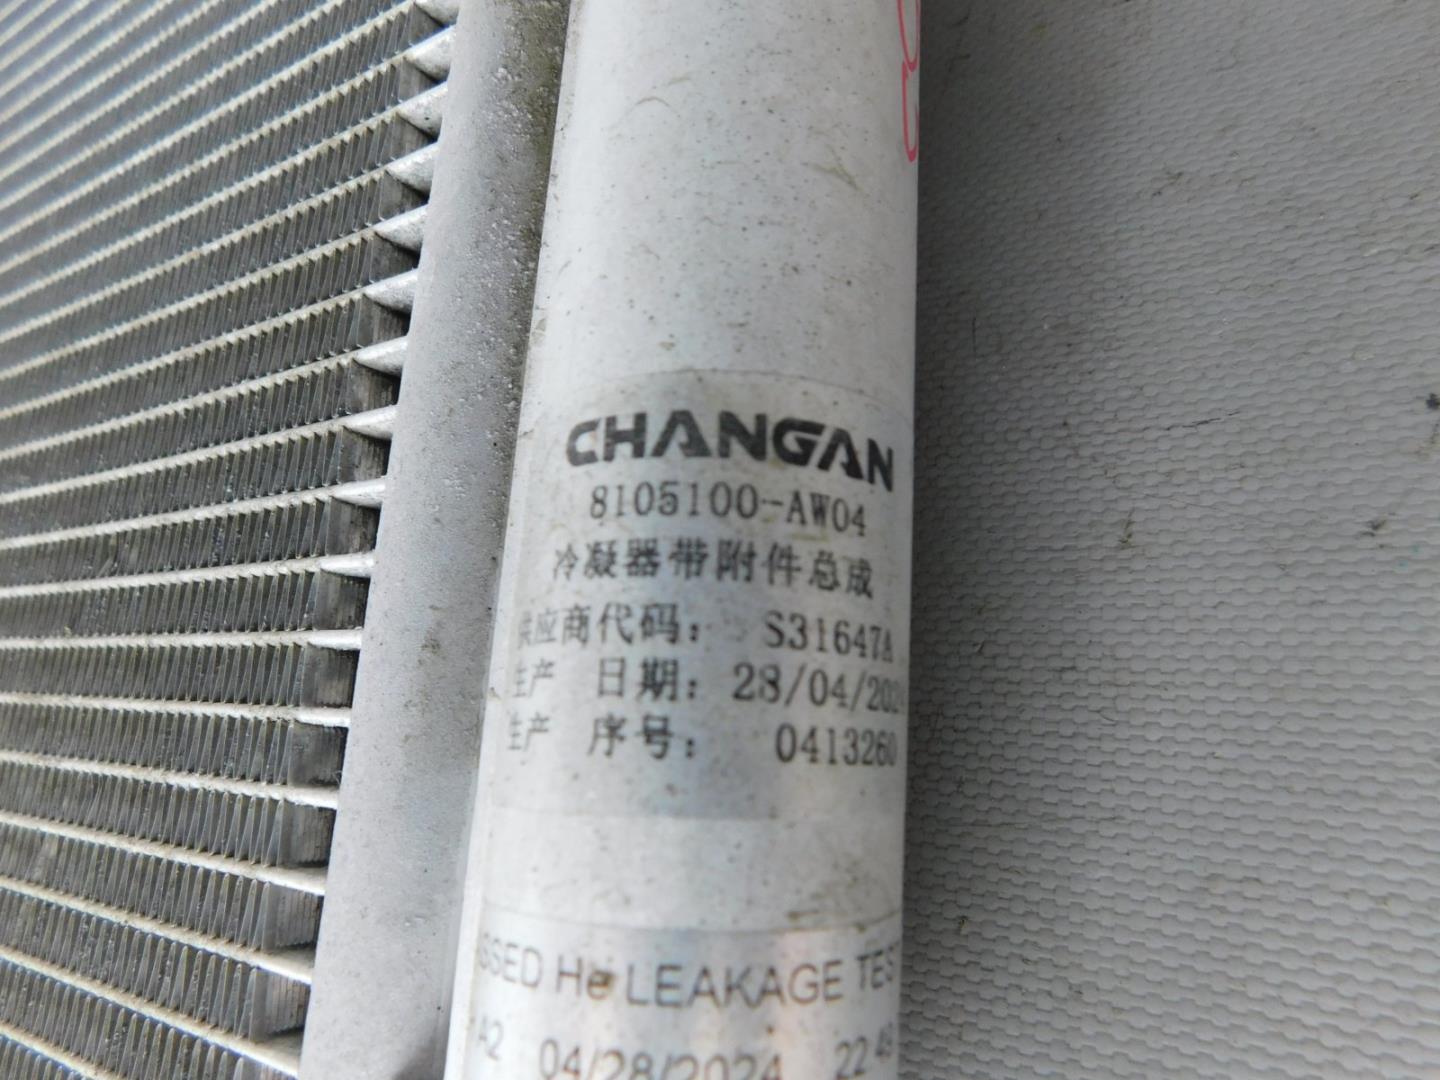 CHANGAN
8105100-AW04
冷凝器带附件总成
供应商代码: S31647A
生产 日期: 28/04/202
生产 序号: 0413260
SSED He LEAKAGE TES
A2 04/28/2024 22